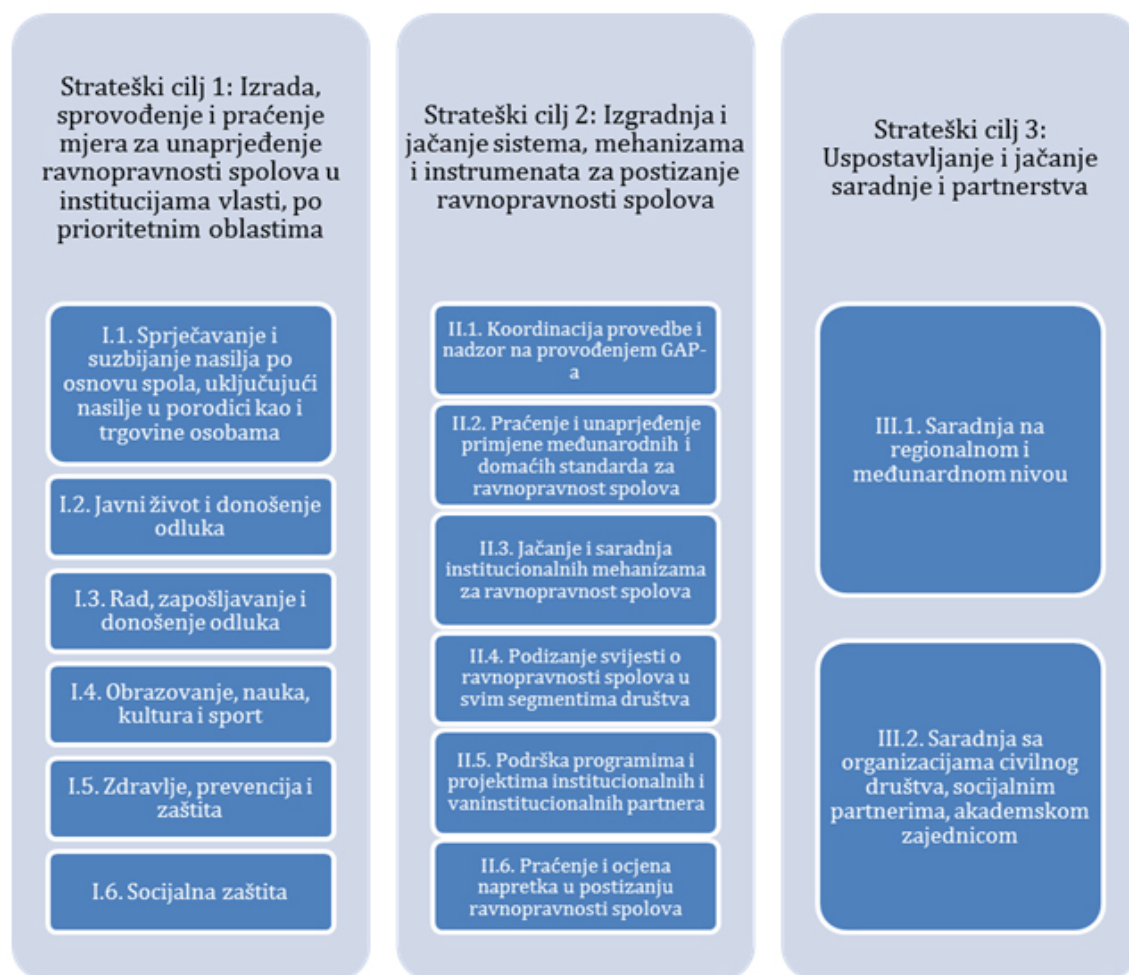 Strateški cilj 1: Izrada,
sprovođenje i praćenje
mjera za unaprjeđenje
ravnopravnosti spolova u
institucijama vlasti, po
prioritetnim oblastima
I.1. Sprječavanje i
suzbijanje nasilja po
osnovu spola, uključujući
nasilje u porodici kao i
trgovine osobama
I.2. Javni život i donošenje
odluka
I.3. Rad, zapošljavanje i
donošenje odluka
I.4. Obrazovanje, nauka,
kultura i sport
I.5. Zdravlje, prevencija i
zaštita
I.6. Socijalna zaštita
Strateški cilj 2: Izgradnja i
jačanje sistema, mehanizama
i instrumenata za postizanje
ravnopravnosti spolova
II.1. Koordinacija provedbe i
nadzor na provođenjem GAP-
a
II.2. Praćenje i unaprjeđenje
primjene međunarodnih i
domaćih standarda za
ravnopravnost spolova
II.3. Jačanje i saradnja
institucionalnih mehanizama
za ravnopravnost spolova
II.4. Podizanje svijesti o
ravnopravnosti spolova u
svim segmentima društva
II.5. Podrška programima i
projektima institucionalnih i
vaninstitucionalnih partnera
II.6. Praćenje i ocjena
napretka u postizanju
ravnopravnosti spolova
Strateški cilj 3:
Uspostavljanje i jačanje
saradnje i partnerstva
III.1. Saradnja na
regionalnom i
međunardnom nivou
III.2. Saradnja sa
organizacijama civilnog
društva, socijalnim
partnerima, akademskom
zajednicom